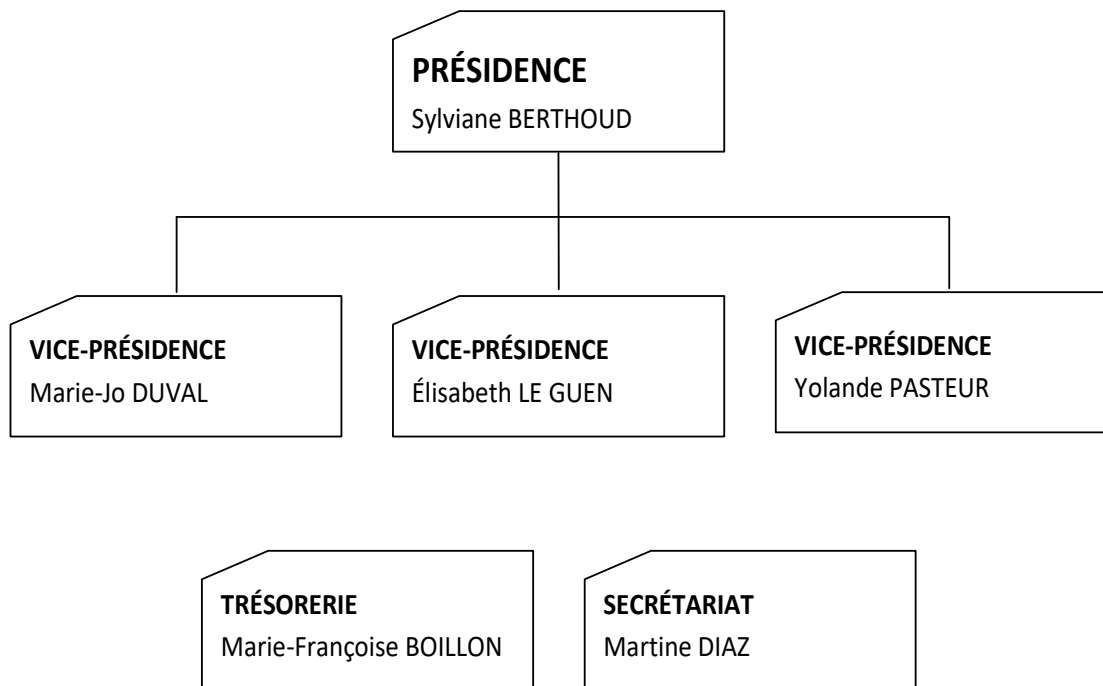 PRÉSIDENCE
Sylviane BERTHOUD
VICE-PRÉSIDENCE
Marie-Jo DUVAL
VICE-PRÉSIDENCE
Élisabeth LE GUEN
VICE-PRÉSIDENCE
Yolande PASTEUR
TRÉSORERIE
Marie-Françoise BOILLON
SECRÉTARIAT
Martine DIAZ